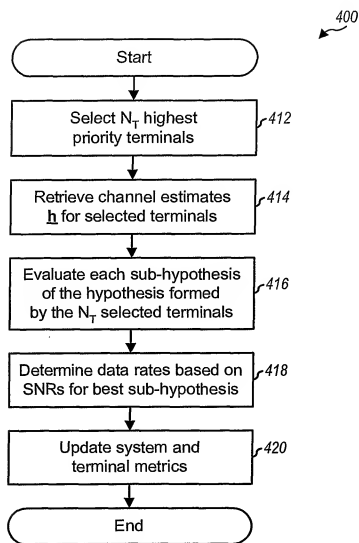 400
Start
Select NT highest
priority terminals
412
Retrieve channel estimates
h for selected terminals
414
Evaluate each sub-hypothesis
of the hypothesis formed
by the NT selected terminals
416
Determine data rates based on
SNRs for best sub-hypothesis
418
Update system and
terminal metrics
420
End